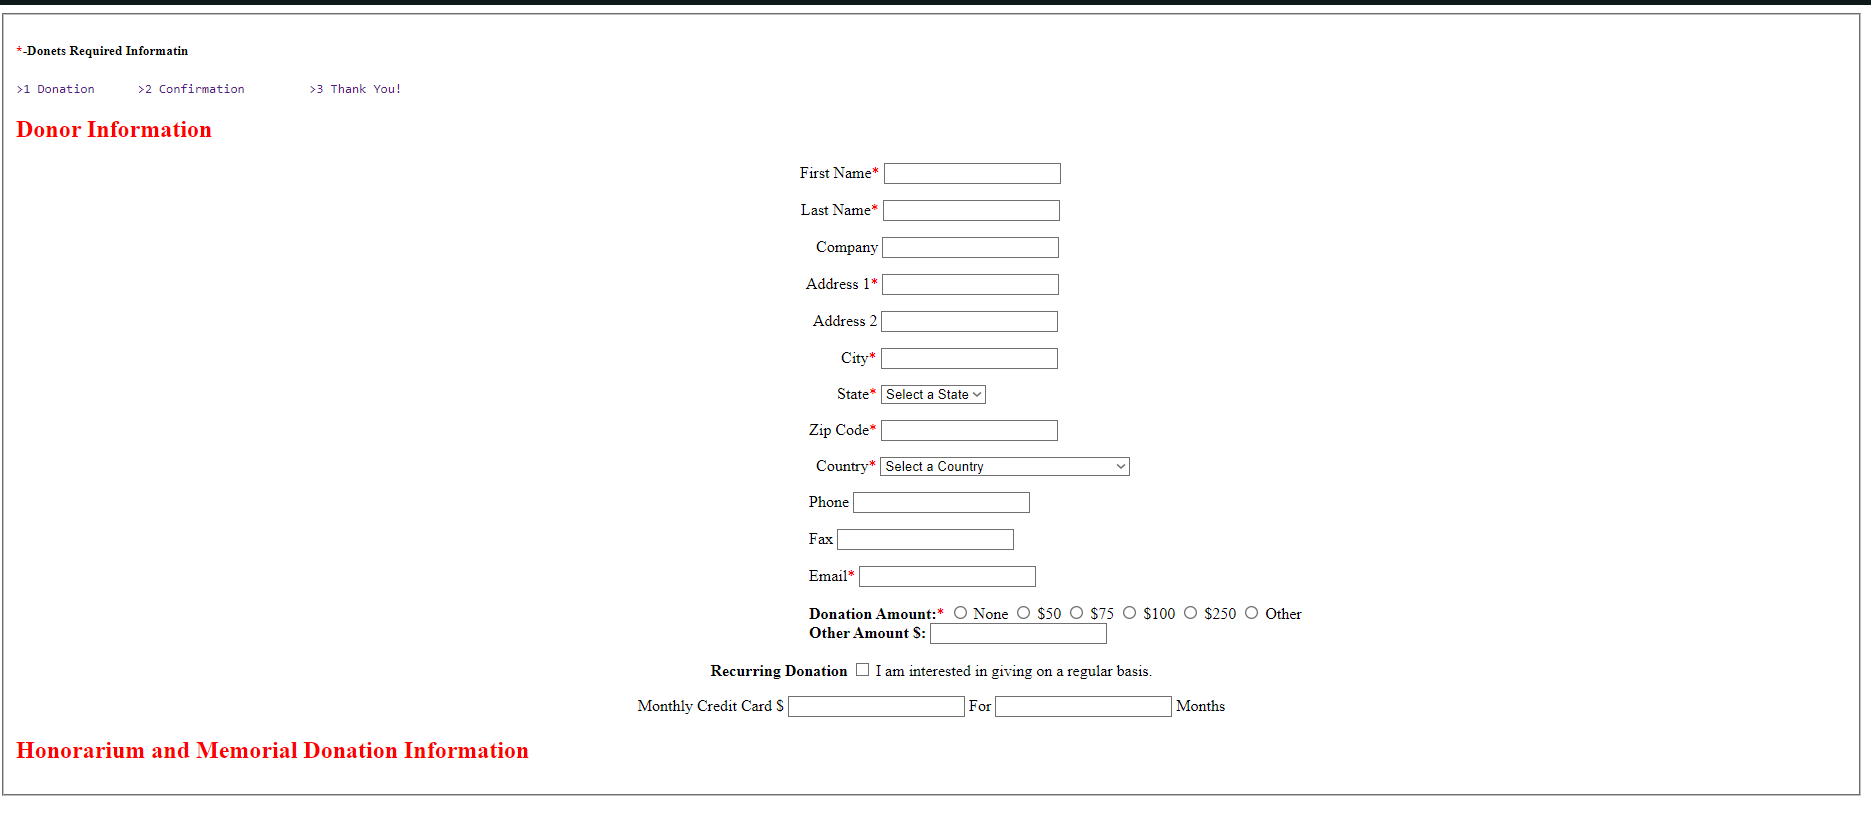 *-Donets Required Informatin
>1 Donation >2 Confirmation >3 Thank You!
Donor Information
First Name*
Last Name*
Company
Address 1*
Address 2
City*
State* Select a State
Zip Code*
Country* Select a Country
Phone
Fax
Email*
Donation Amount:* None $50 $75 $100 $250 Other
Other Amount $:
Recurring Donation I am interested in giving on a regular basis.
Monthly Credit Card $ For Months
Honorarium and Memorial Donation Information